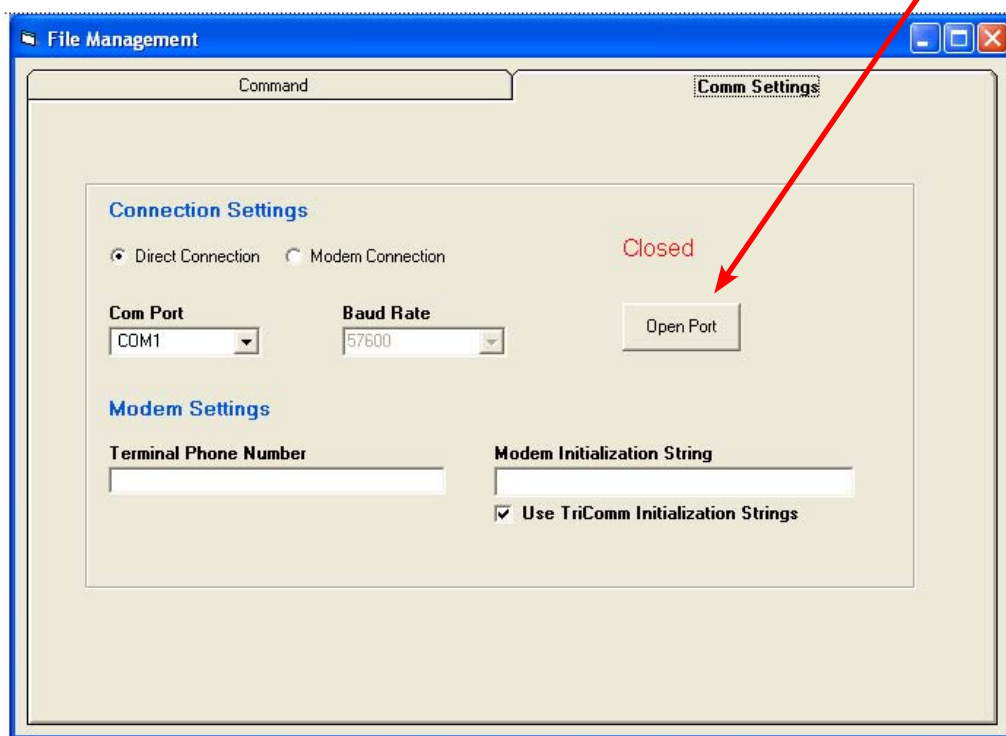 File Management
Command
Comm Settings
Connection Settings
Direct Connection
Modem Connection
Closed
Com Port
Baud Rate
COM1
57600
Open Port
Modem Settings
Terminal Phone Number
Modem Initialization String
Use TriComm Initialization Strings